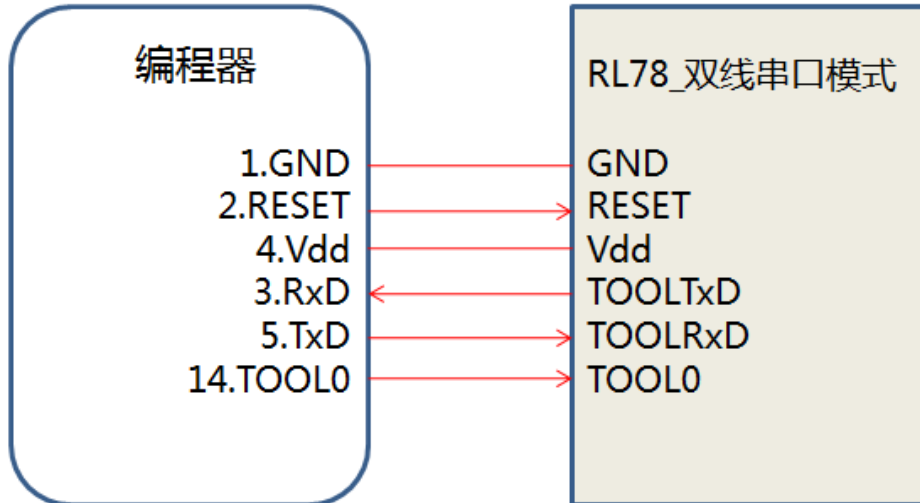 编程器
RL78_双线串口模式
1.GND
GND
2.RESET
RESET
4.Vdd
Vdd
3.RxD
TOOLTxD
5.TxD
TOOLRxD
14.TOOL0
TOOL0